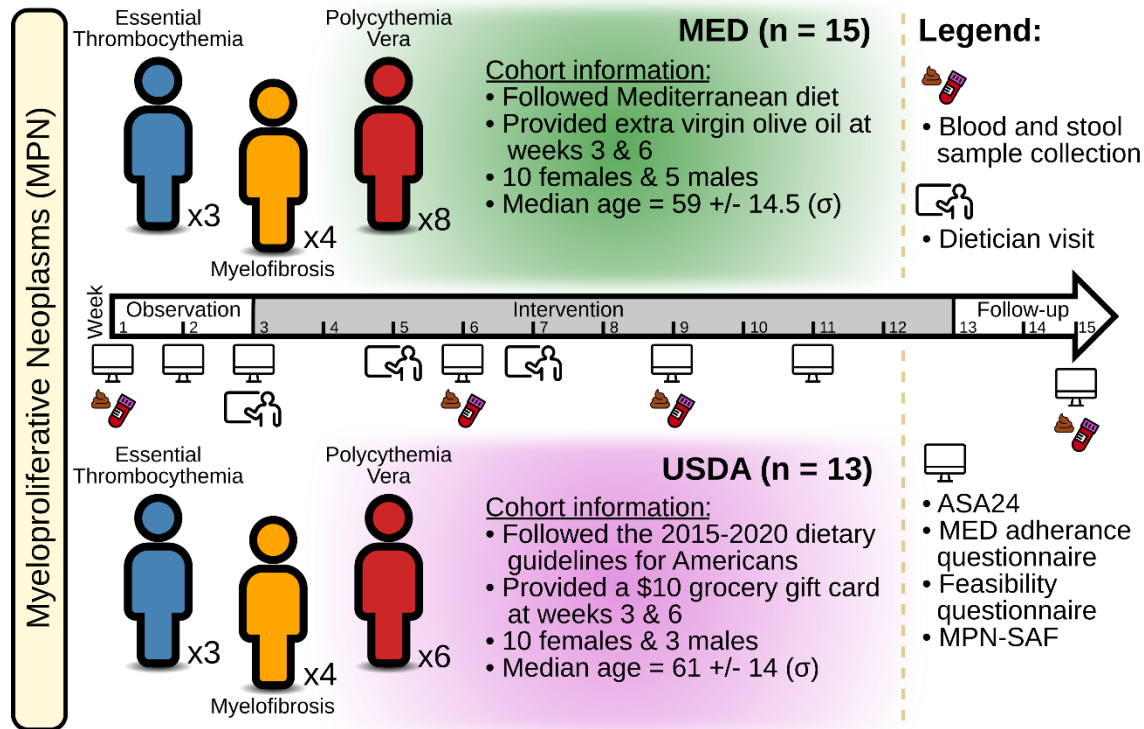 Myeloproliferative Neoplasms (MPN)
Essential
Thrombocythemia
x3
x4
Myelofibrosis
Polycythemia
Vera
x8
MED (n = 15)
Cohort information:
• Followed Mediterranean diet
• Provided extra virgin olive oil at
weeks 3 & 6
• 10 females & 5 males
• Median age = 59 +/- 14.5 (σ)
Legend:
• Blood and stool
sample collection
• Dietician visit
Week
Observation
Intervention
Follow-up
1 2 3 4 5 6 7 8 9 10 11 12 13 14 15
Essential
Thrombocythemia
x3
x4
Myelofibrosis
Polycythemia
Vera
x6
USDA (n = 13)
Cohort information:
• Followed the 2015-2020 dietary
guidelines for Americans
• Provided a $10 grocery gift card
at weeks 3 & 6
• 10 females & 3 males
• Median age = 61 +/- 14 (σ)
• ASA24
• MED adherance
questionnaire
• Feasibility
questionnaire
• MPN-SAF